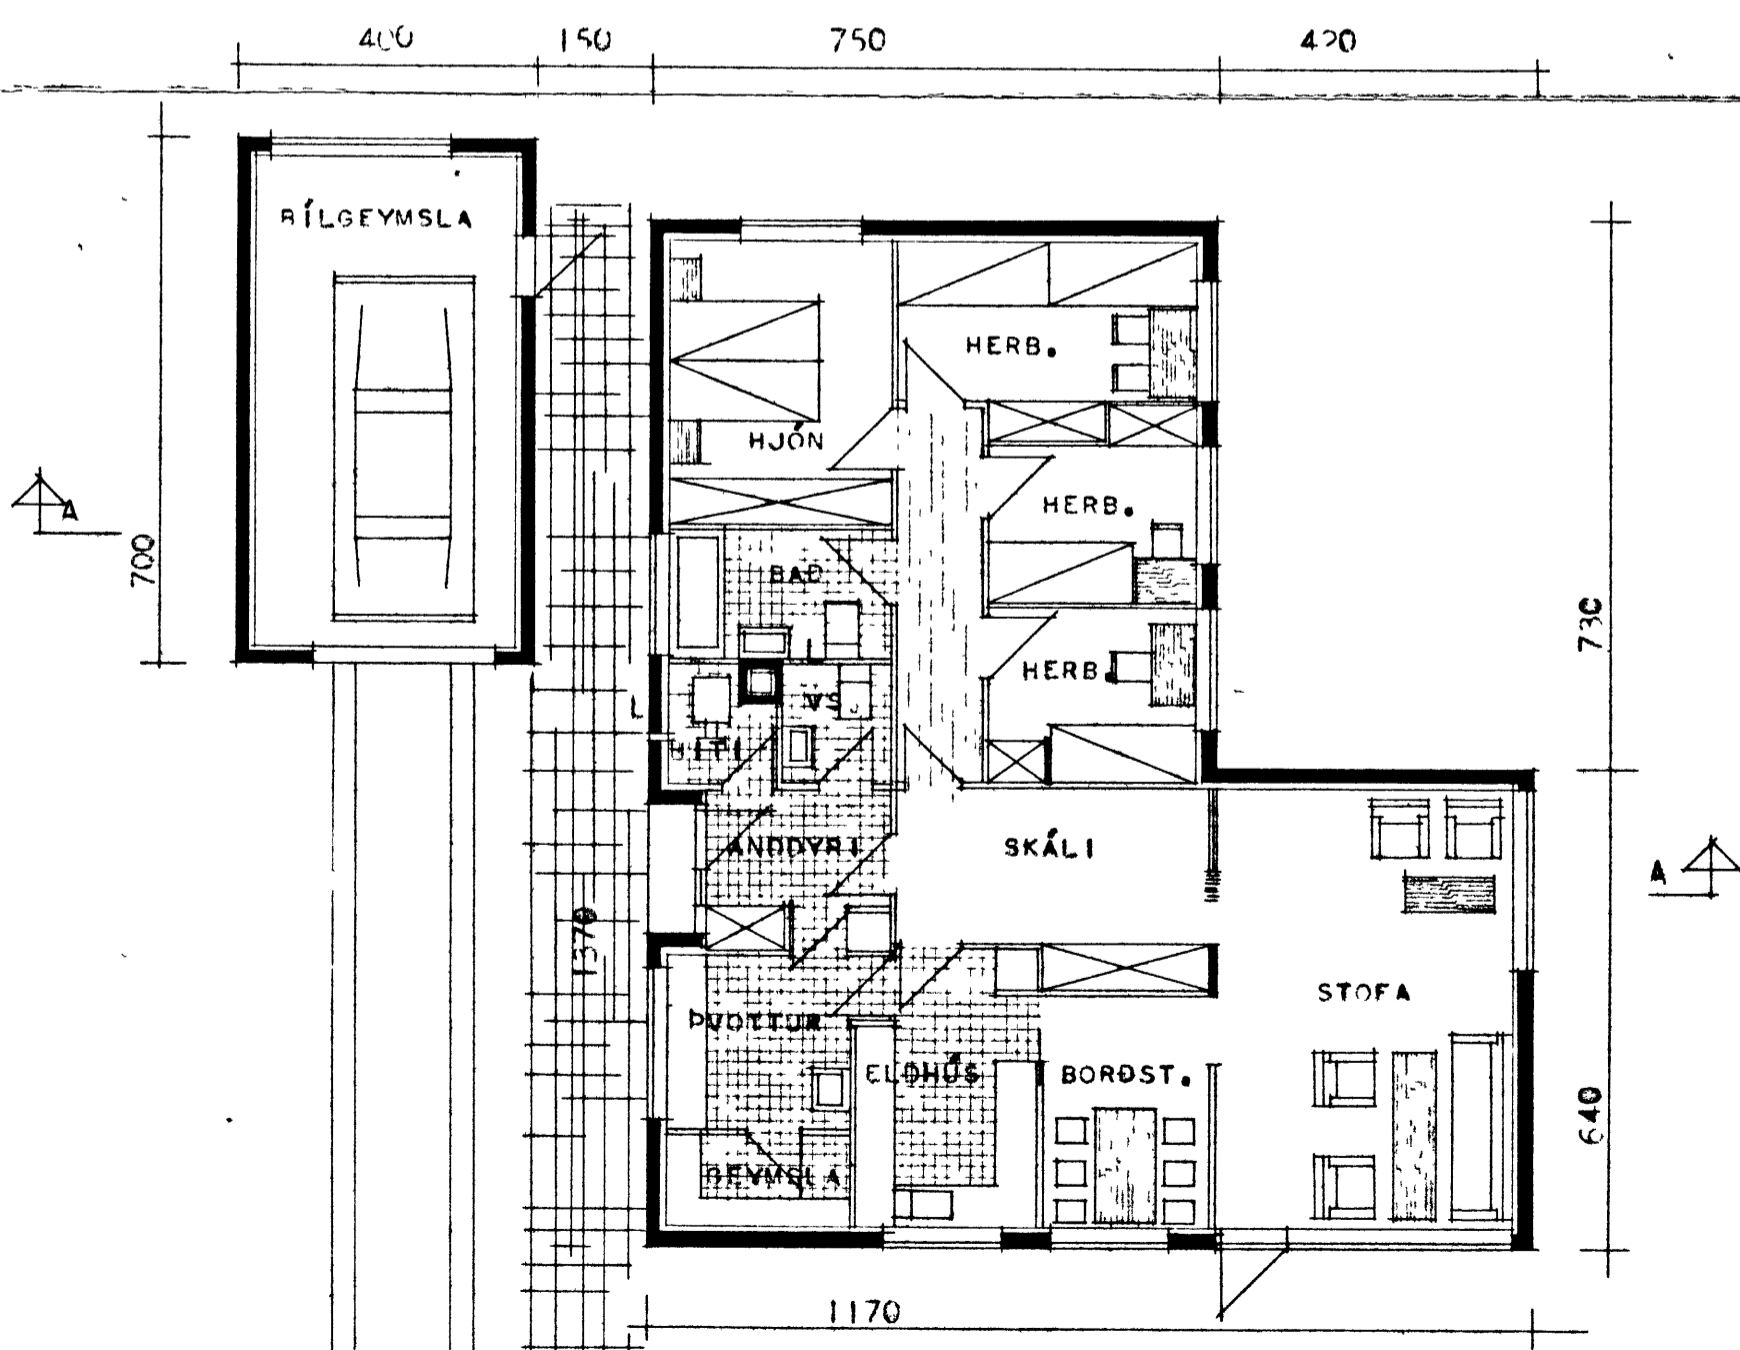 400 150 750 420
BÍLGEYMSLA
HERB.
HJÓN
A
HERB.
700
BAÐ
730
HERB.
L
L
VS.
HITI
ANDDYRI
SKÁLI
A
1370
STOFA
ÞVOTTUR
ELDHÚS
BORÐST.
640
GEYMSLA
1170